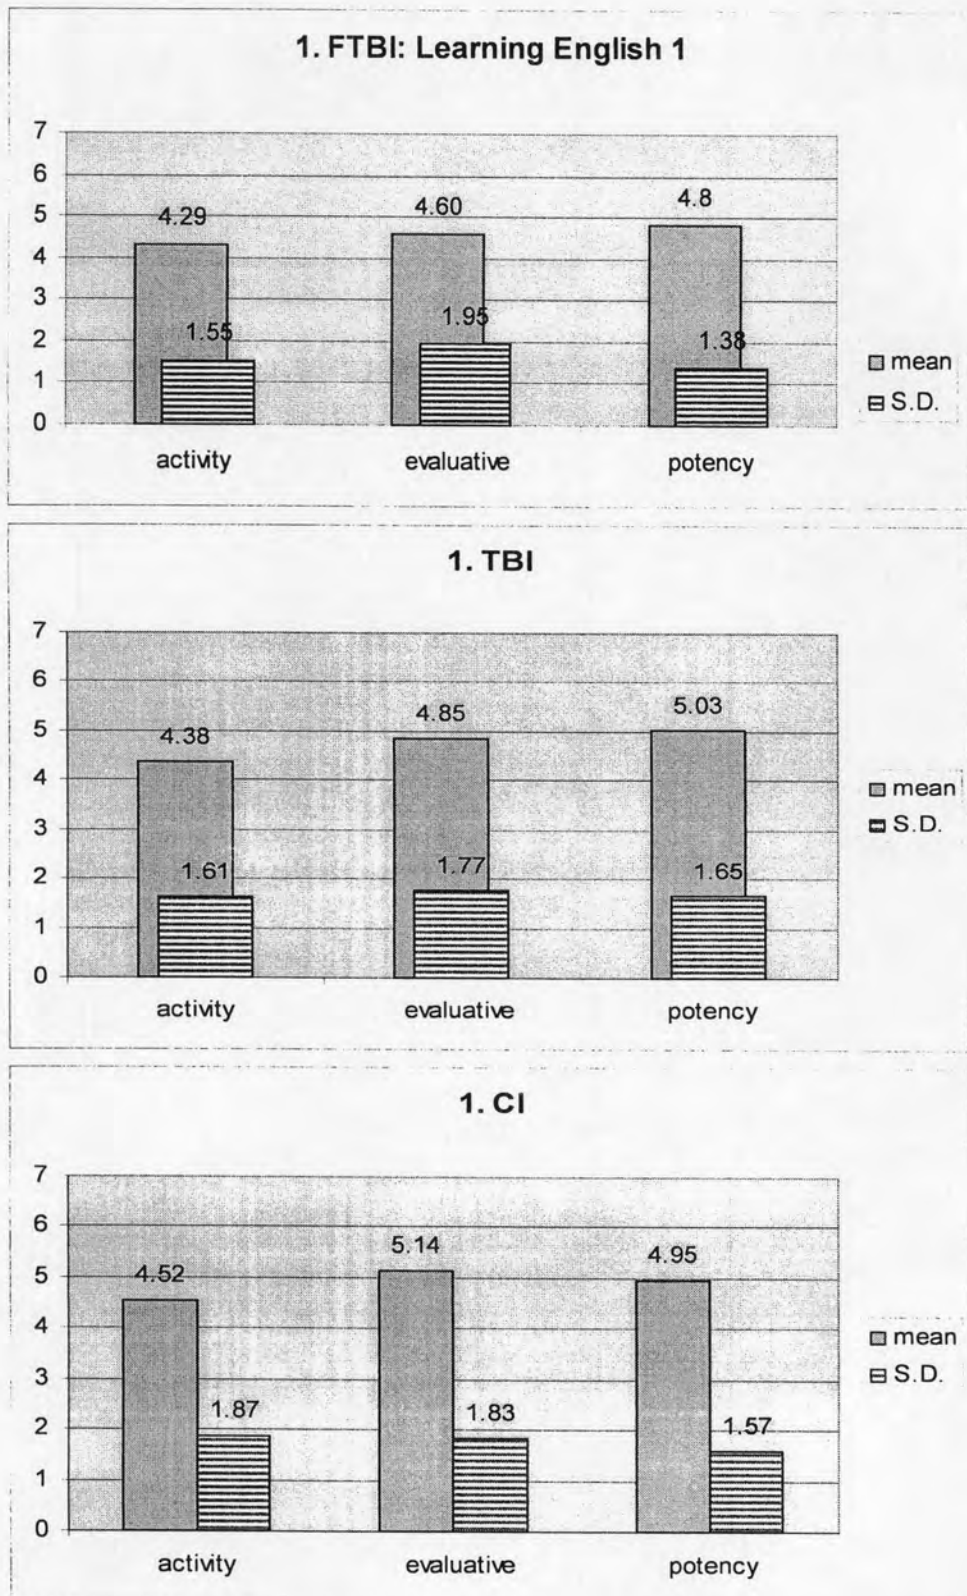 1. FTBI: Learning English 1
7
6
5
4
3
2
1
0
4.29
4.60
4.8
1.55
1.95
1.38
mean
S.D.
activity
evaluative
potency
1. TBI
7
6
5
4
3
2
1
0
4.38
4.85
5.03
1.61
1.77
1.65
mean
S.D.
activity
evaluative
potency
1. CI
7
6
5
4
3
2
1
0
4.52
5.14
4.95
1.87
1.83
1.57
mean
S.D.
activity
evaluative
potency